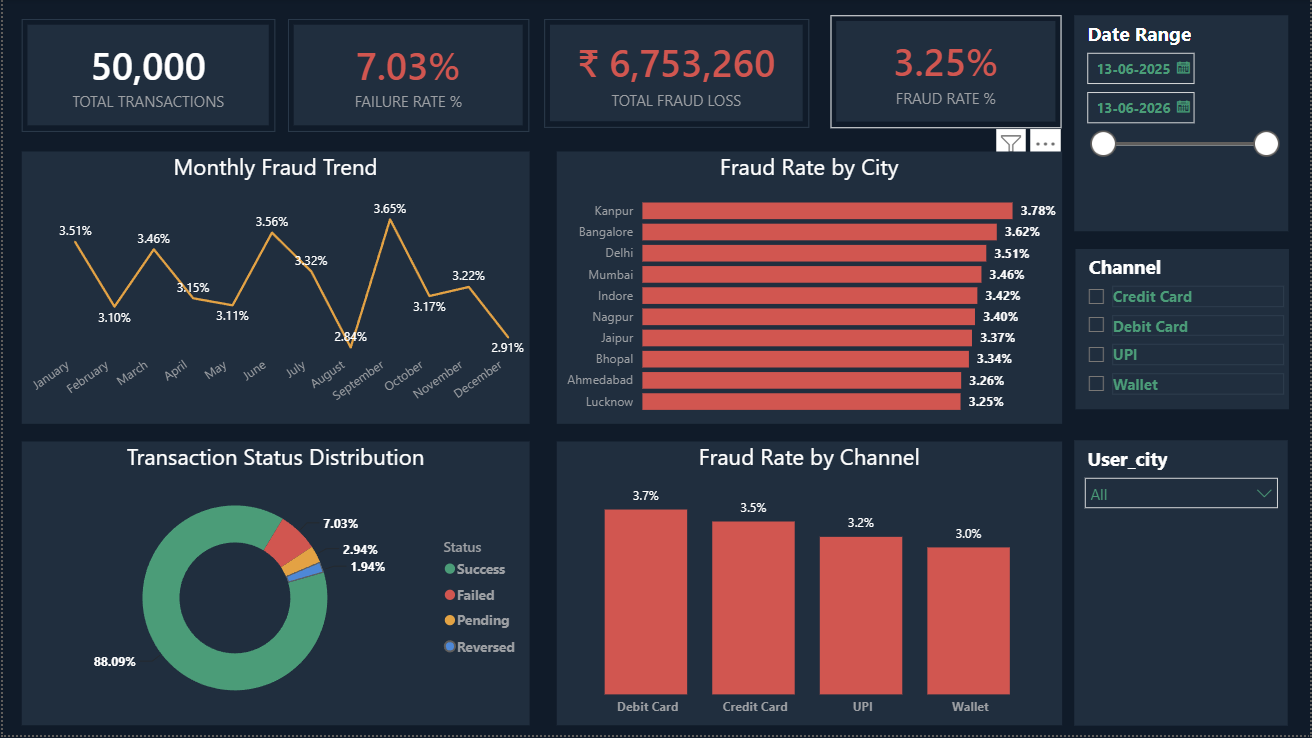 50,000
TOTAL TRANSACTIONS
7.03%
FAILURE RATE %
₹ 6,753,260
TOTAL FRAUD LOSS
3.25%
FRAUD RATE %
Date Range
13-06-2025
13-06-2026
Monthly Fraud Trend
3.51%
3.10%
3.46%
3.15%
3.11%
3.56%
3.32%
2.84%
3.65%
3.17%
3.22%
2.91%
January
February
March
April
May
June
July
August
September
October
November
December
Fraud Rate by City
Kanpur 3.78%
Bangalore 3.62%
Delhi 3.51%
Mumbai 3.46%
Indore 3.42%
Nagpur 3.40%
Jaipur 3.37%
Bhopal 3.34%
Ahmedabad 3.26%
Lucknow 3.25%
Channel
Credit Card
Debit Card
UPI
Wallet
Transaction Status Distribution
7.03%
2.94%
1.94%
88.09%
Status
Success
Failed
Pending
Reversed
Fraud Rate by Channel
3.7%
3.5%
3.2%
3.0%
Debit Card
Credit Card
UPI
Wallet
User_city
All